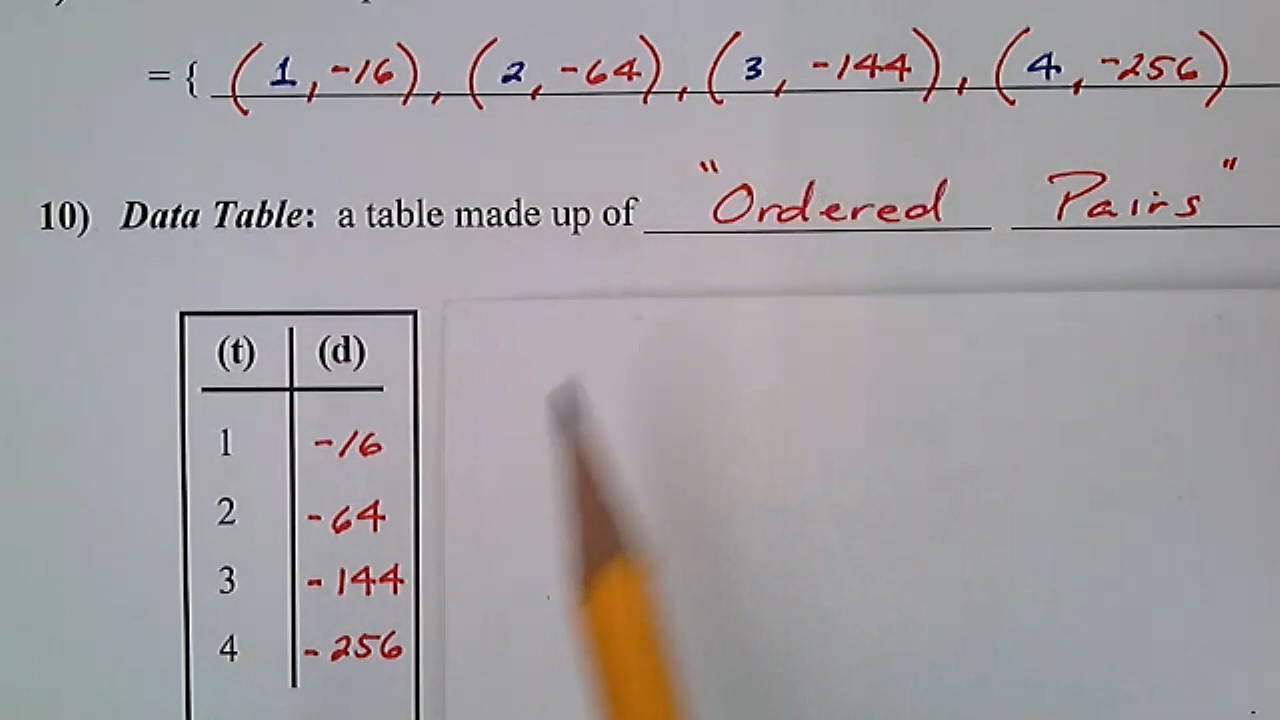 = { (1, -16), (2, -64), (3, -144), (4, -256)
10) Data Table: a table made up of "Ordered Pairs"
(t) (d)
1 -16
2 -64
3 -144
4 -256